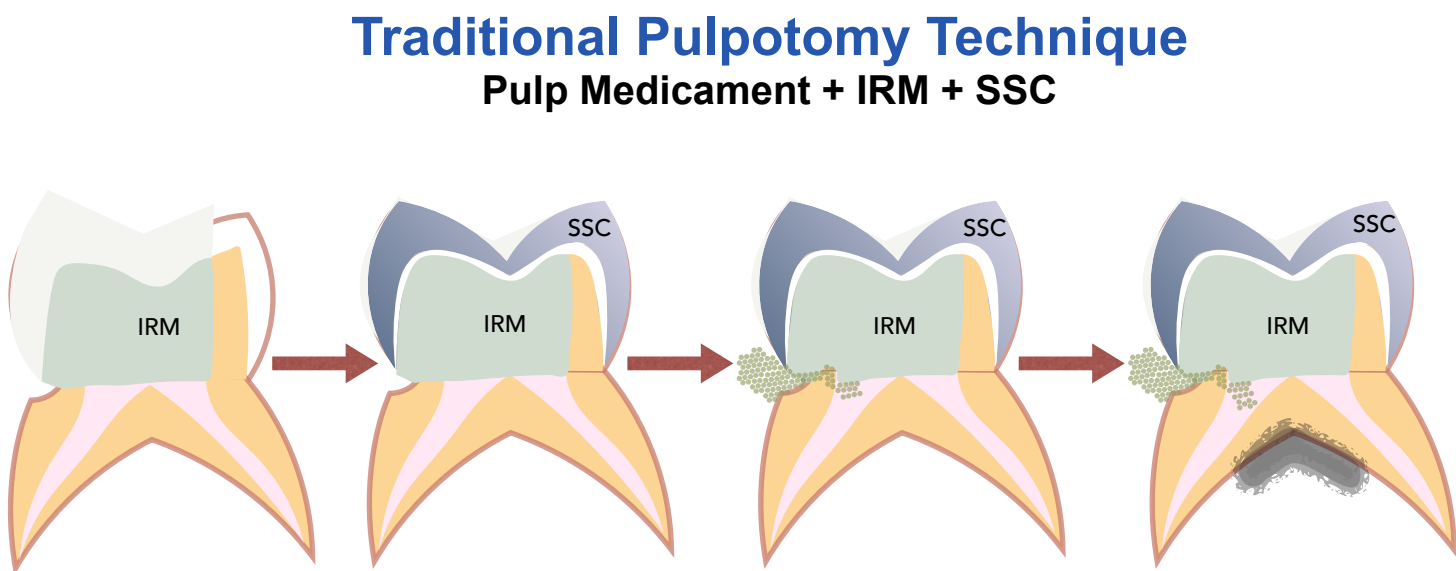 Traditional Pulpotomy Technique
Pulp Medicament + IRM + SSC
SSC
SSC
SSC
IRM
IRM
IRM
IRM